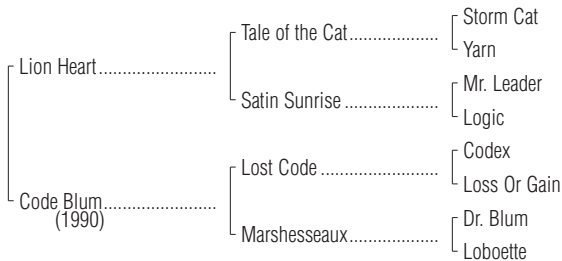 Storm Cat
Tale of the Cat
Yarn
Lion Heart
Mr. Leader
Satin Sunrise
Logic
Codex
Lost Code
Loss Or Gain
Code Blum
(1990)
Dr. Blum
Marshesseaux
Loboette